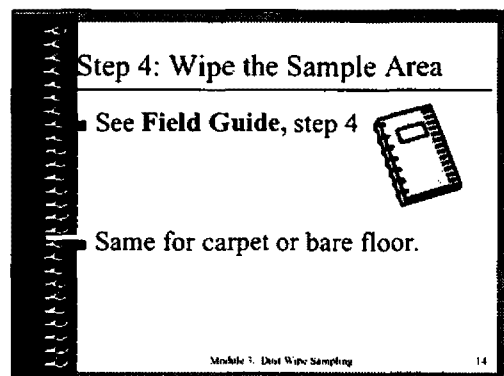 Step 4: Wipe the Sample Area
See Field Guide, step 4
Same for carpet or bare floor.
Module 3: Dust Wipe Sampling
14